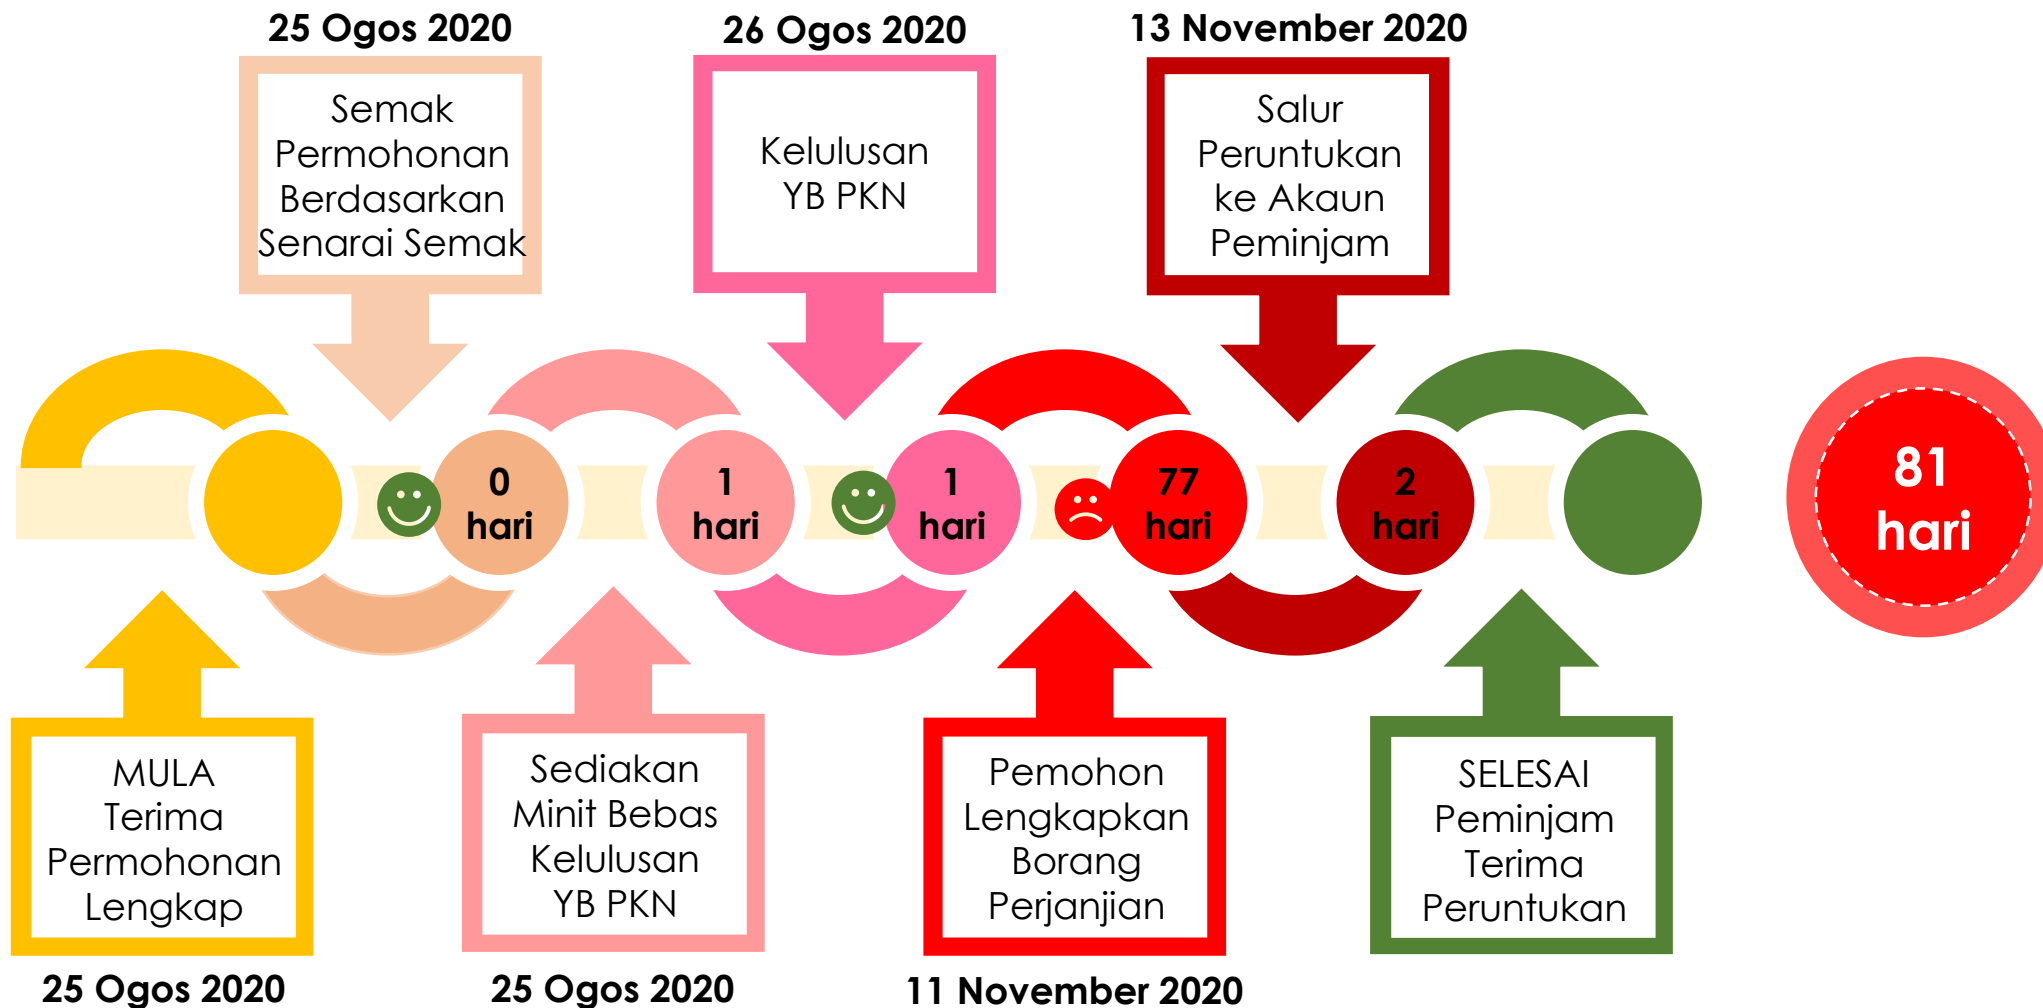 25 Ogos 2020
Semak
Permohonan
Berdasarkan
Senarai Semak
26 Ogos 2020
Kelulusan
YB PKN
13 November 2020
Salur
Peruntukan
ke Akaun
Peminjam
0
hari
1
hari
1
hari
77
hari
2
hari
81
hari
MULA
Terima
Permohonan
Lengkap
25 Ogos 2020
Sediakan
Minit Bebas
Kelulusan
YB PKN
25 Ogos 2020
Pemohon
Lengkapkan
Borang
Perjanjian
11 November 2020
SELESAI
Peminjam
Terima
Peruntukan